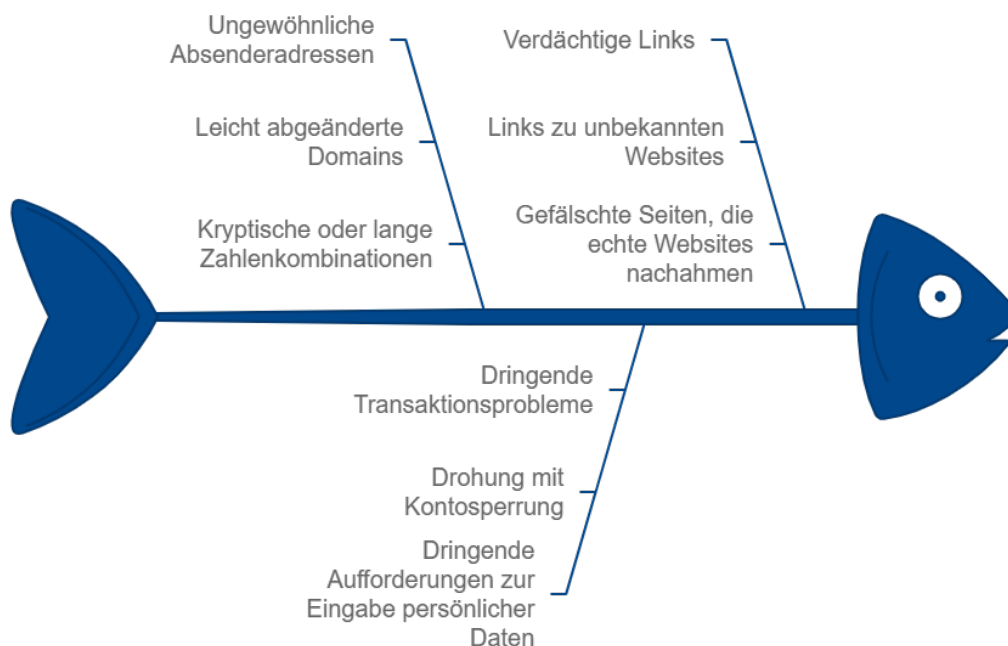 Ungewöhnliche
Absenderadressen
Leicht abgeänderte
Domains
Kryptische oder lange
Zahlenkombinationen
Verdächtige Links
Links zu unbekannten
Websites
Gefälschte Seiten, die
echte Websites
nachahmen
Dringende
Transaktionsprobleme
Drohung mit
Kontosperrung
Dringende
Aufforderungen zur
Eingabe persönlicher
Daten